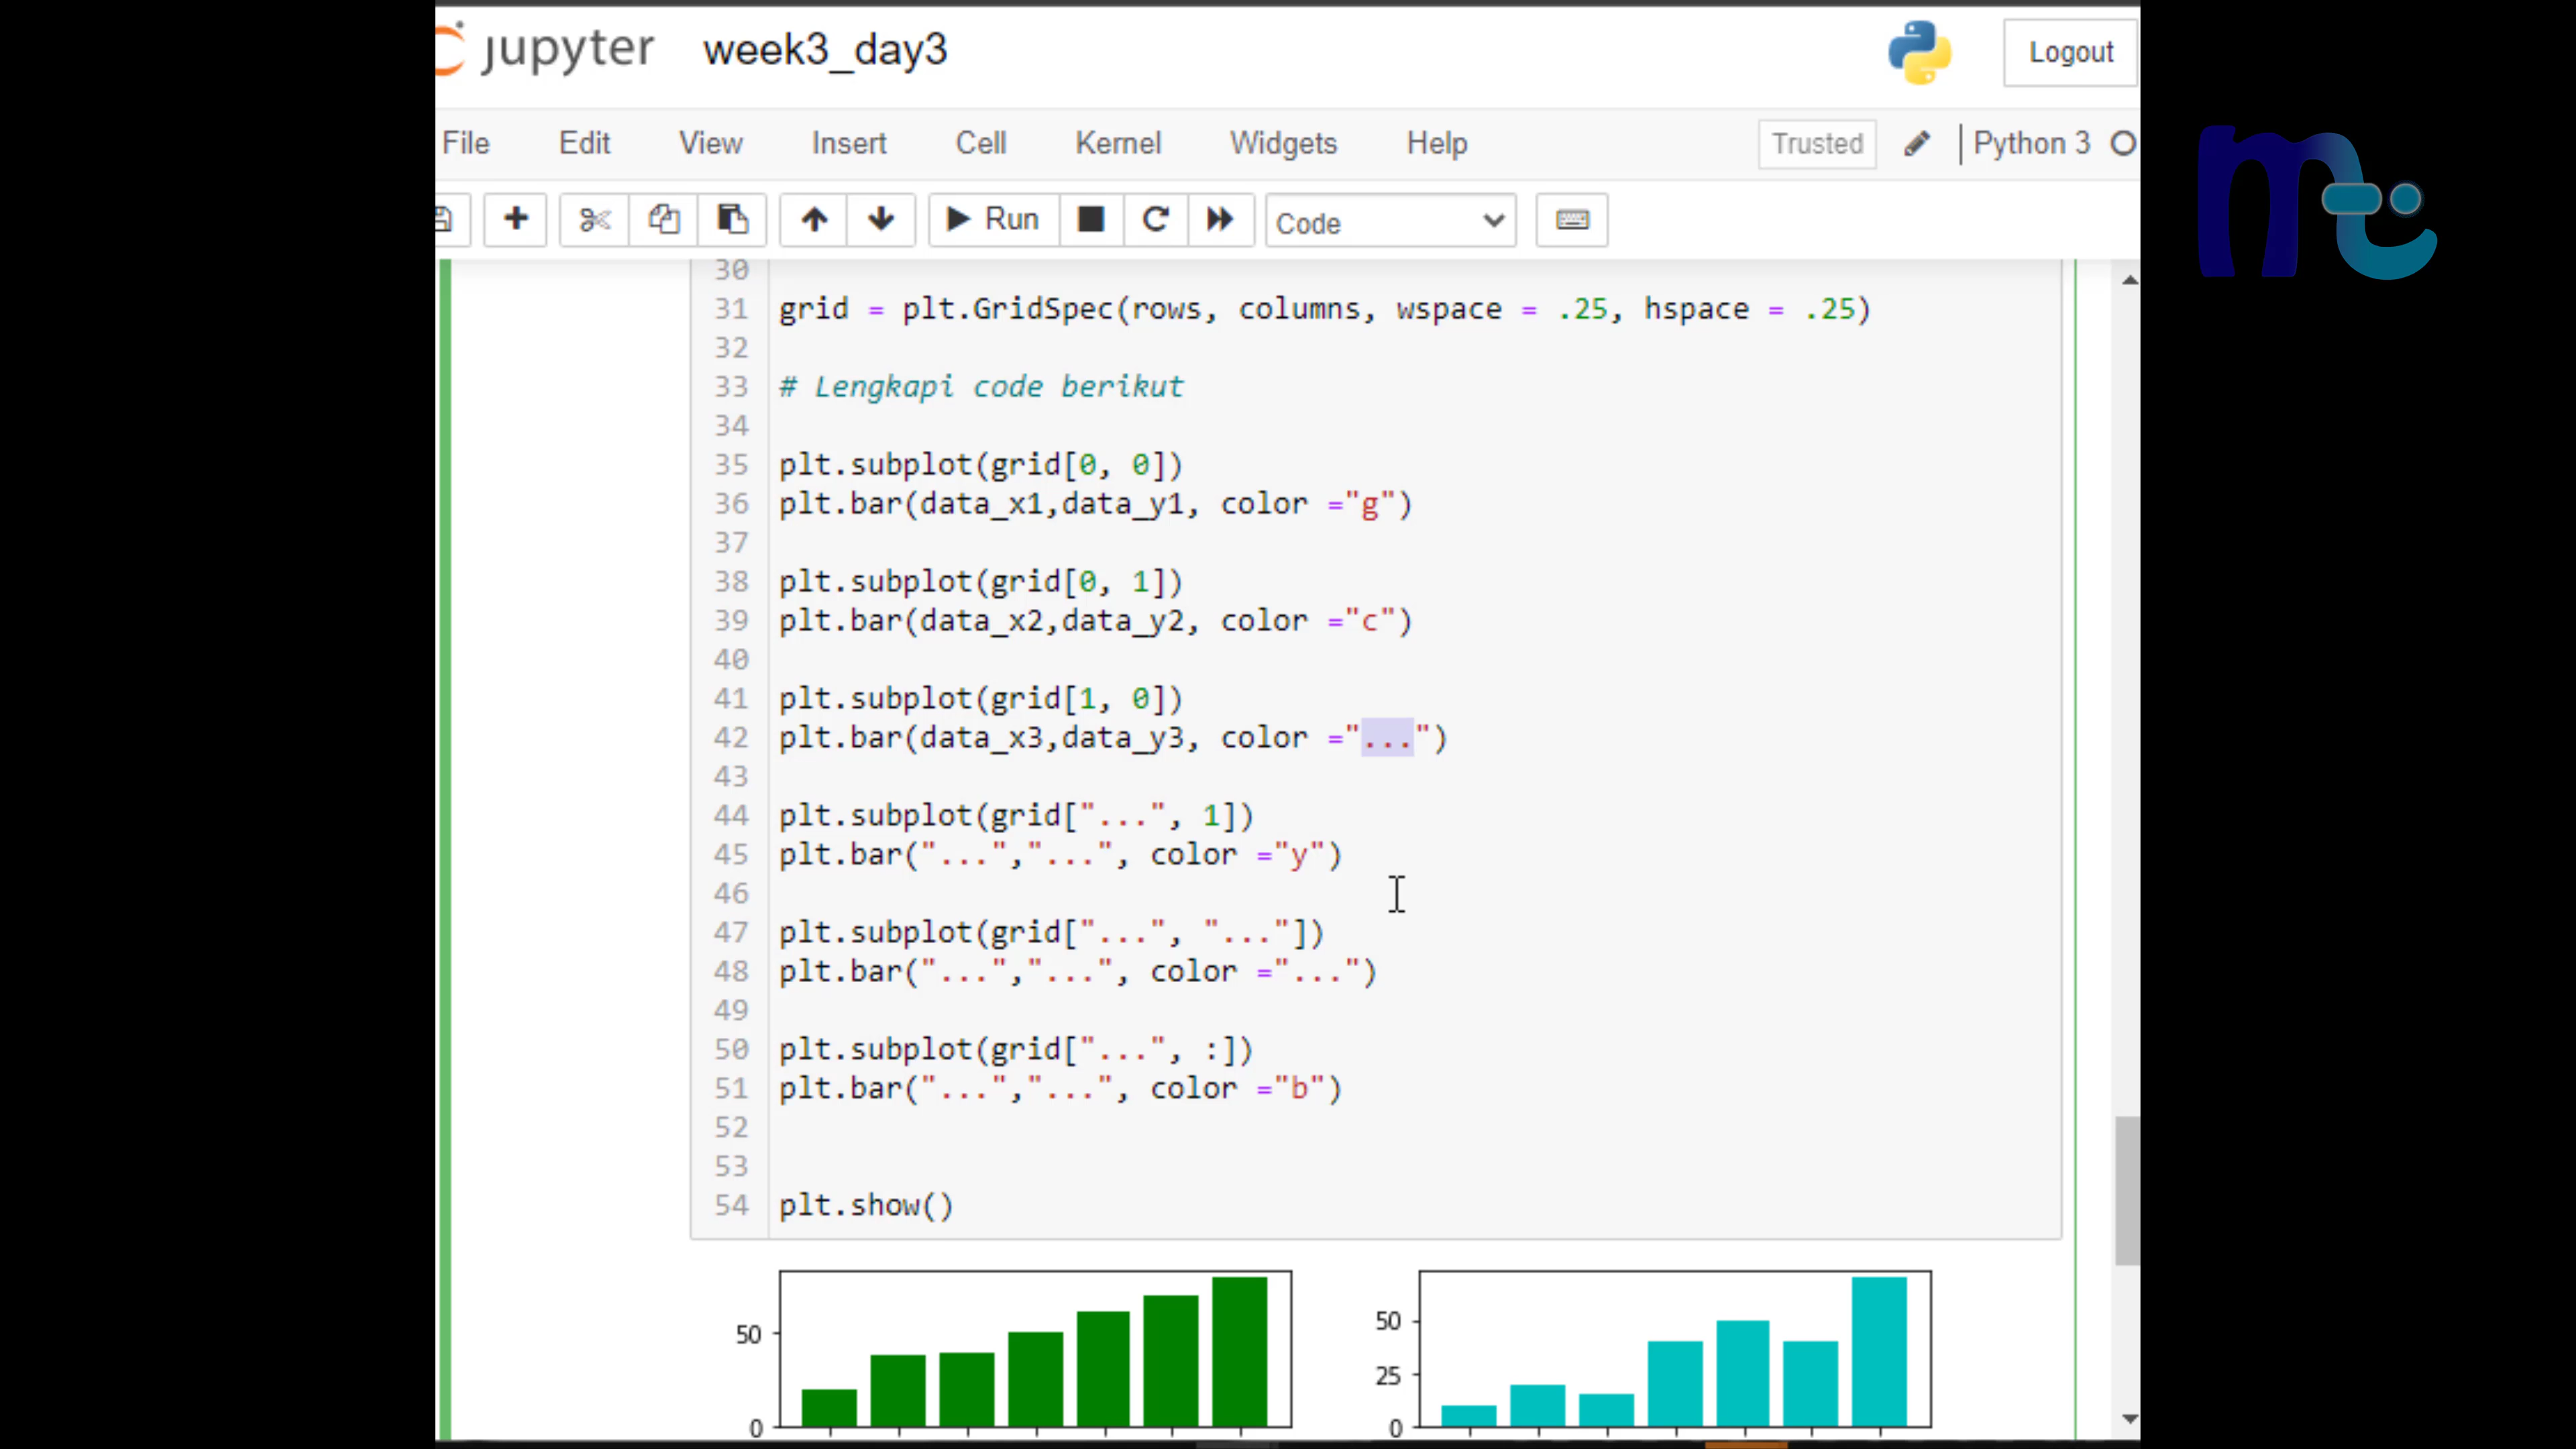 jupyter week3_day3 Logout
File Edit View Insert Cell Kernel Widgets Help Trusted Python 3
Run Code
30
31 grid = plt.GridSpec(rows, columns, wspace = .25, hspace = .25)
32
33 # Lengkapi code berikut
34
35 plt.subplot(grid[0, 0])
36 plt.bar(data_x1,data_y1, color ="g")
37
38 plt.subplot(grid[0, 1])
39 plt.bar(data_x2,data_y2, color ="c")
40
41 plt.subplot(grid[1, 0])
42 plt.bar(data_x3,data_y3, color ="...")
43
44 plt.subplot(grid["...", 1])
45 plt.bar("...","...", color ="y")
46
47 plt.subplot(grid["...", "..."])
48 plt.bar("...","...", color ="...")
49
50 plt.subplot(grid["...", :])
51 plt.bar("...","...", color ="b")
52
53
54 plt.show()
50
0
50
25
0